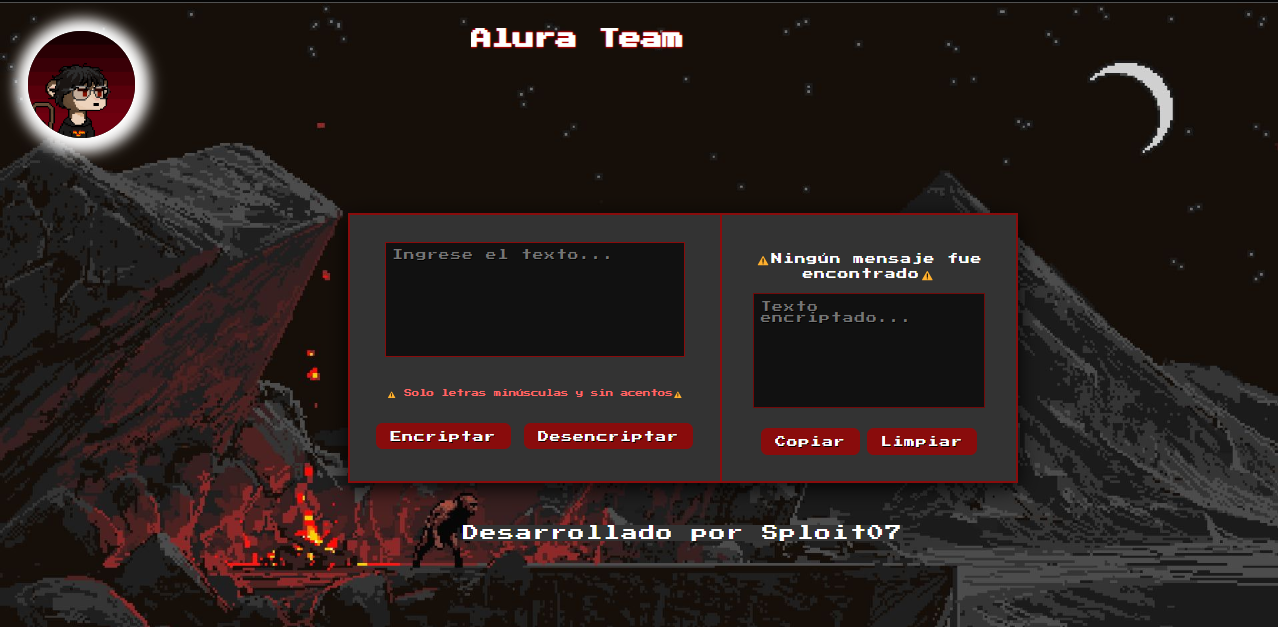 Alura Team
Ingrese el texto...
⚠Solo letras minúsculas y sin acentos⚠
Encriptar
Desencriptar
⚠Ningún mensaje fue
encontrado⚠
Texto
encriptado...
Copiar
Limpiar
Desarrollado por Sploit07